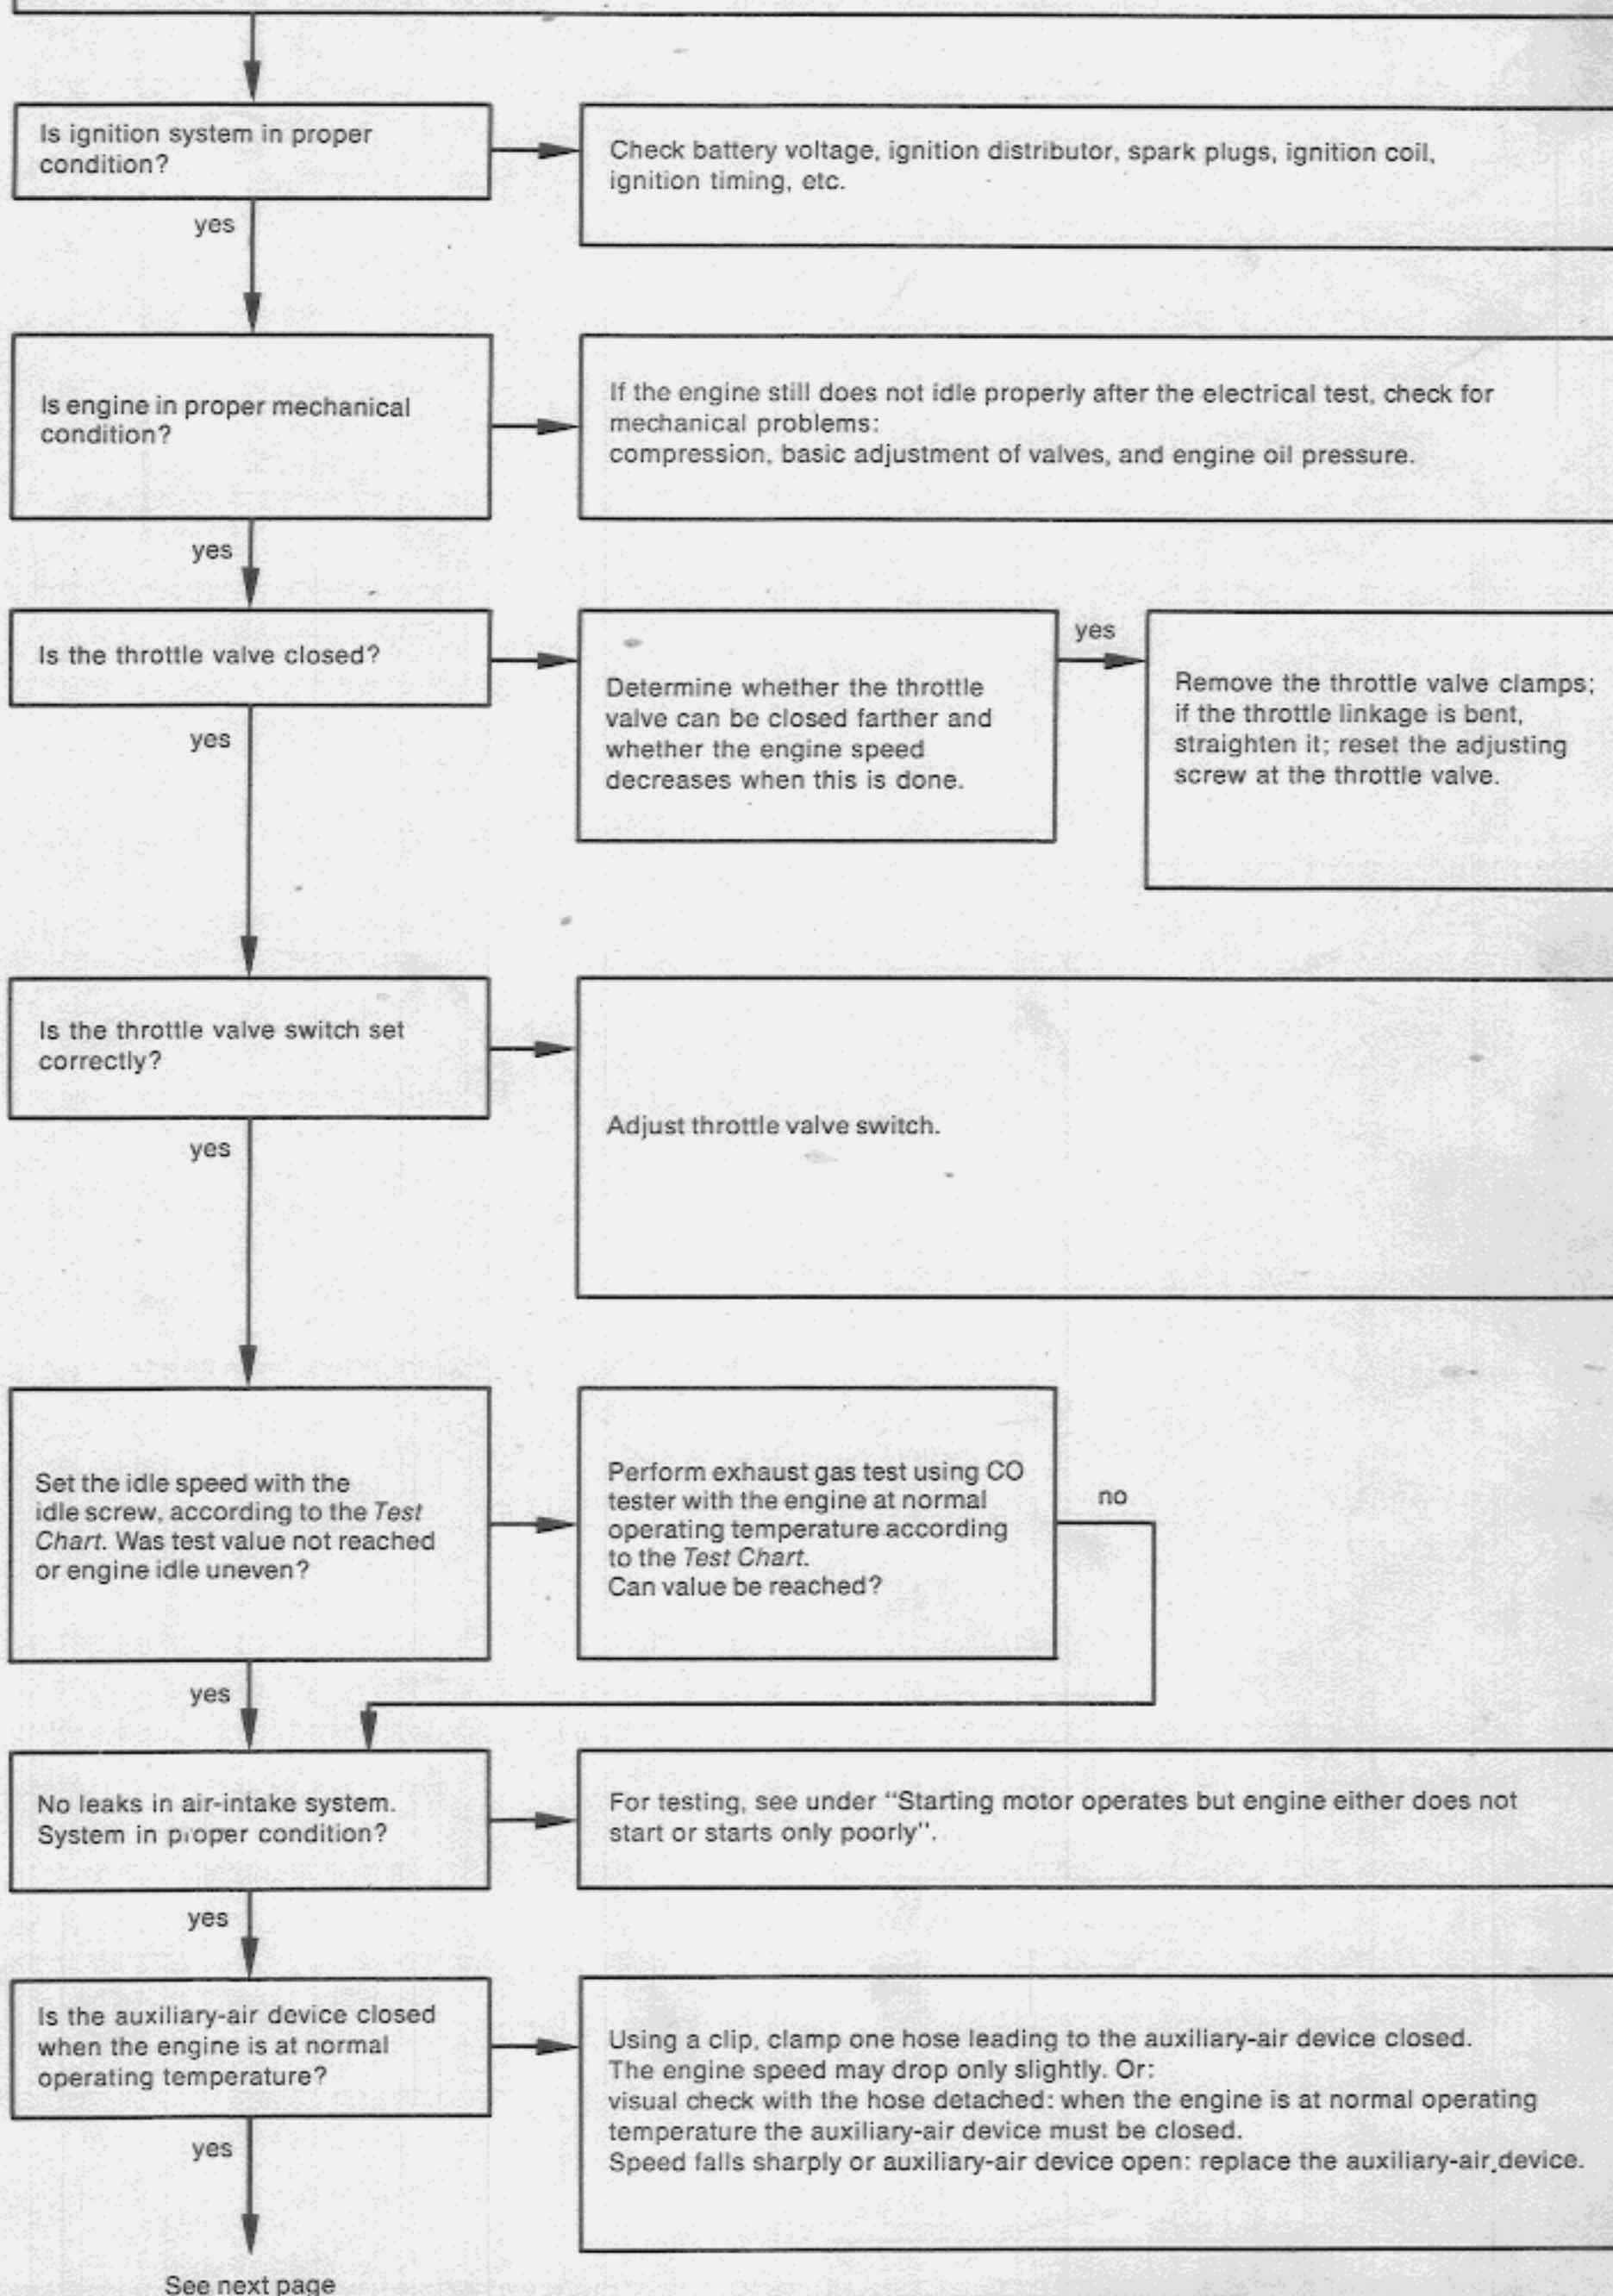 Is ignition system in proper
condition?
Check battery voltage, ignition distributor, spark plugs, ignition coil,
ignition timing, etc.
yes
Is engine in proper mechanical
condition?
If the engine still does not idle properly after the electrical test, check for
mechanical problems:
compression, basic adjustment of valves, and engine oil pressure.
yes
Is the throttle valve closed?
Determine whether the throttle
valve can be closed farther and
whether the engine speed
decreases when this is done.
yes
Remove the throttle valve clamps;
if the throttle linkage is bent,
straighten it; reset the adjusting
screw at the throttle valve.
yes
Is the throttle valve switch set
correctly?
Adjust throttle valve switch.
yes
Set the idle speed with the
idle screw, according to the Test
Chart. Was test value not reached
or engine idle uneven?
Perform exhaust gas test using CO
tester with the engine at normal
operating temperature according
to the Test Chart.
Can value be reached?
no
yes
No leaks in air-intake system.
System in proper condition?
For testing, see under “Starting motor operates but engine either does not
start or starts only poorly”.
yes
Is the auxiliary-air device closed
when the engine is at normal
operating temperature?
Using a clip, clamp one hose leading to the auxiliary-air device closed.
The engine speed may drop only slightly. Or:
visual check with the hose detached: when the engine is at normal operating
temperature the auxiliary-air device must be closed.
Speed falls sharply or auxiliary-air device open: replace the auxiliary-air device.
yes
See next page